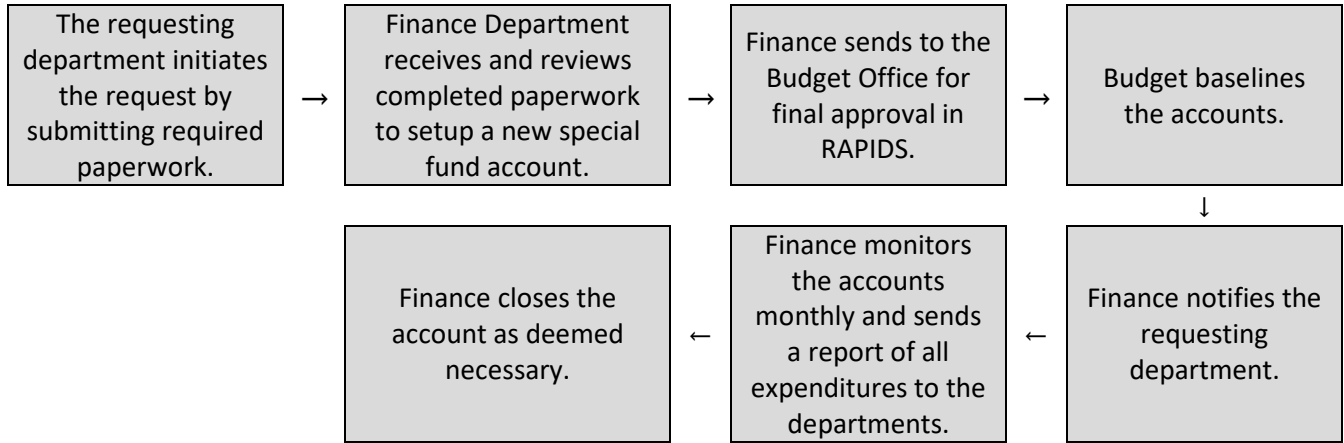 The requesting
department initiates
the request by
submitting required
paperwork.
→
Finance Department
receives and reviews
completed paperwork
to setup a new special
fund account.
→
Finance sends to the
Budget Office for
final approval in
RAPIDS.
→
Budget baselines
the accounts.
↓
Finance notifies the
requesting
department.
←
Finance monitors
the accounts
monthly and sends
a report of all
expenditures to the
departments.
←
Finance closes the
account as deemed
necessary.